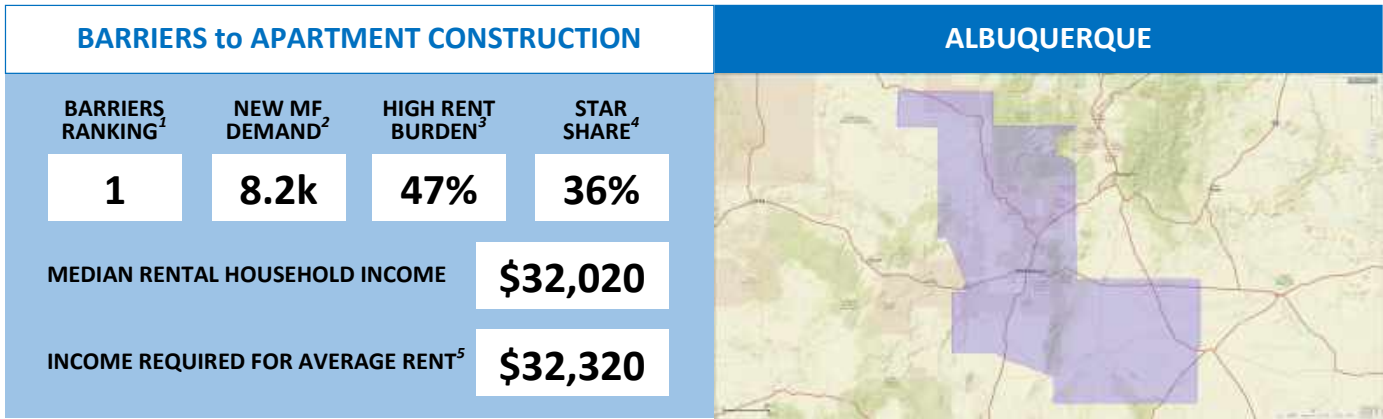 BARRIERS to APARTMENT CONSTRUCTION
ALBUQUERQUE
BARRIERS
RANKING1
NEW MF
DEMAND2
HIGH RENT
BURDEN3
STAR
SHARE4
1
8.2k
47%
36%
MEDIAN RENTAL HOUSEHOLD INCOME
$32,020
INCOME REQUIRED FOR AVERAGE RENT5
$32,320